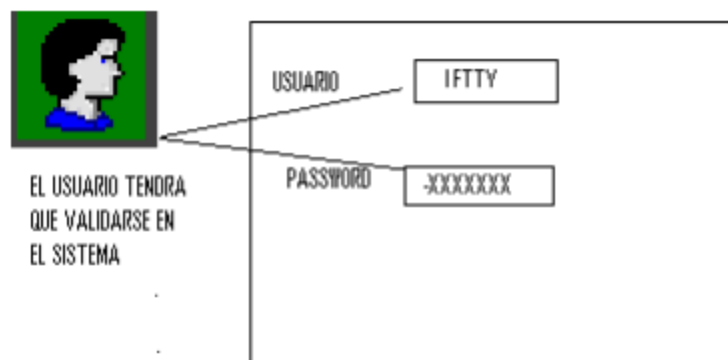 USUARIO
IFTTY
PASSWORD
-XXXXXXX
EL USUARIO TENDRA
QUE VALIDARSE EN
EL SISTEMA